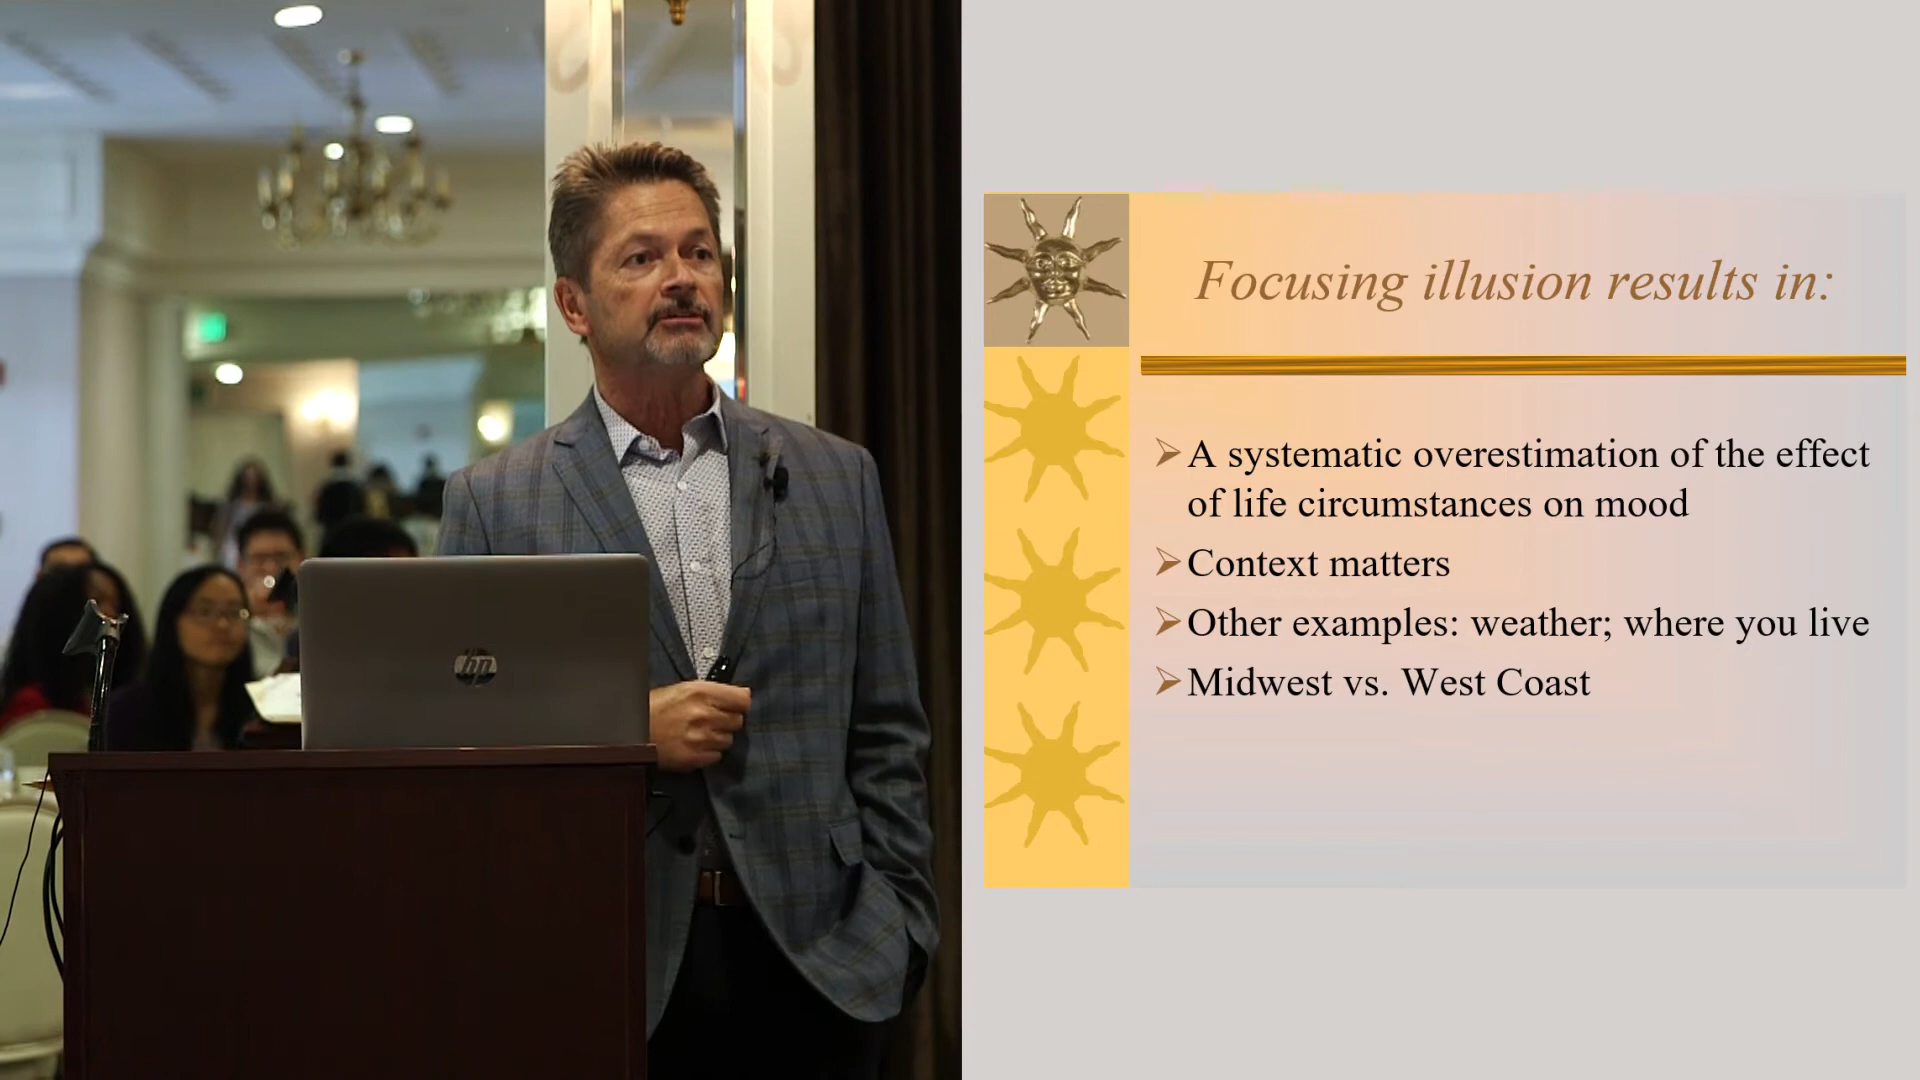 Focusing illusion results in:
➢A systematic overestimation of the effect
of life circumstances on mood
➢Context matters
➢Other examples: weather; where you live
➢Midwest vs. West Coast
hp